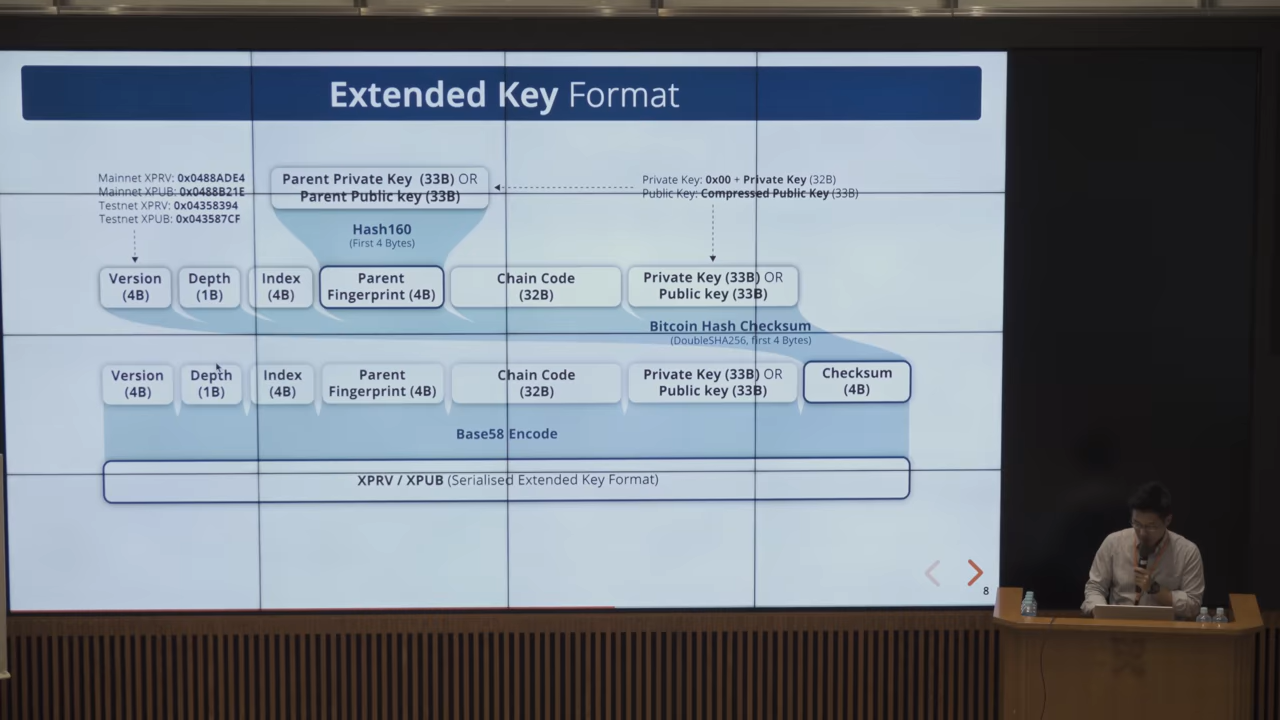 Extended Key Format
Mainnet XPRV: 0x0488ADE4
Mainnet XPUB: 0x0488B21E
Testnet XPRV: 0x04358394
Testnet XPUB: 0x043587CF
Parent Private Key (33B) OR
Parent Public key (33B)
Private Key: 0x00 + Private Key (32B)
Public Key: Compressed Public Key (33B)
Hash160
(First 4 Bytes)
Version
(4B)
Depth
(1B)
Index
(4B)
Parent
Fingerprint (4B)
Chain Code
(32B)
Private Key (33B) OR
Public key (33B)
Bitcoin Hash Checksum
(DoubleSHA256, first 4 Bytes)
Version
(4B)
Depth
(1B)
Index
(4B)
Parent
Fingerprint (4B)
Chain Code
(32B)
Private Key (33B) OR
Public key (33B)
Checksum
(4B)
Base58 Encode
XPRV / XPUB (Serialised Extended Key Format)
8